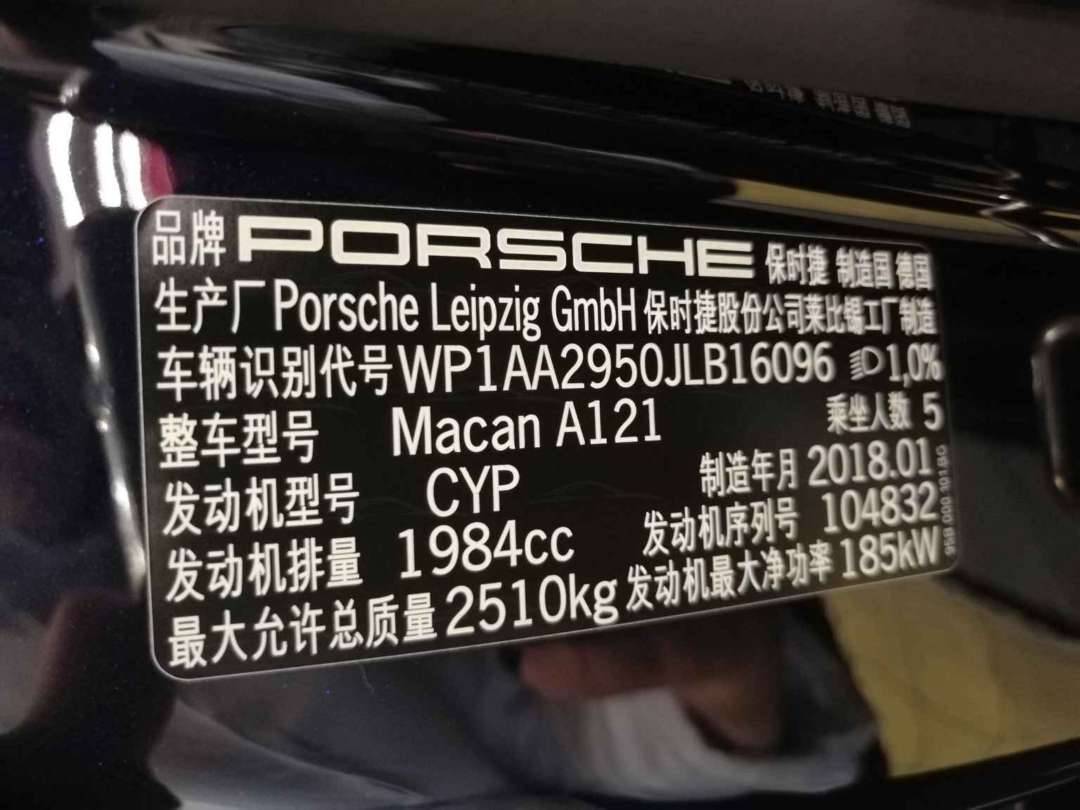 品牌 PORSCHE 保时捷 制造国 德国
生产厂 Porsche Leipzig GmbH 保时捷股份公司莱比锡工厂制造
车辆识别代号 WP1AA2950JLB16096 1,0%
整车型号 Macan A121 乘坐人数 5
发动机型号 CYP 制造年月 2018.01
发动机排量 1984cc 发动机序列号 104832
最大允许总质量 2510kg 发动机最大净功率 185kW
95B.000.101.BG